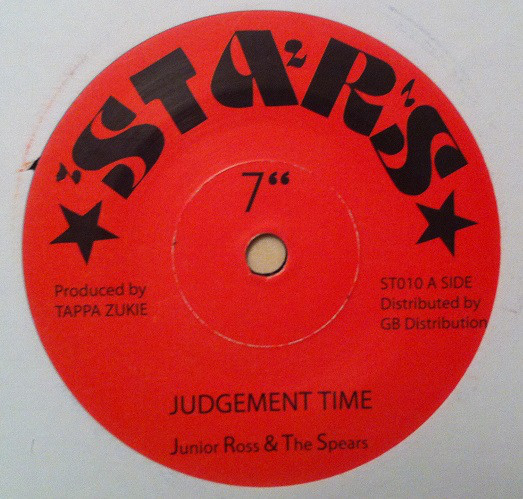 STARS
7"
Produced by
TAPPA ZUKIE
ST010 A SIDE
Distributed by
GB Distribution
JUDGEMENT TIME
Junior Ross & The Spears